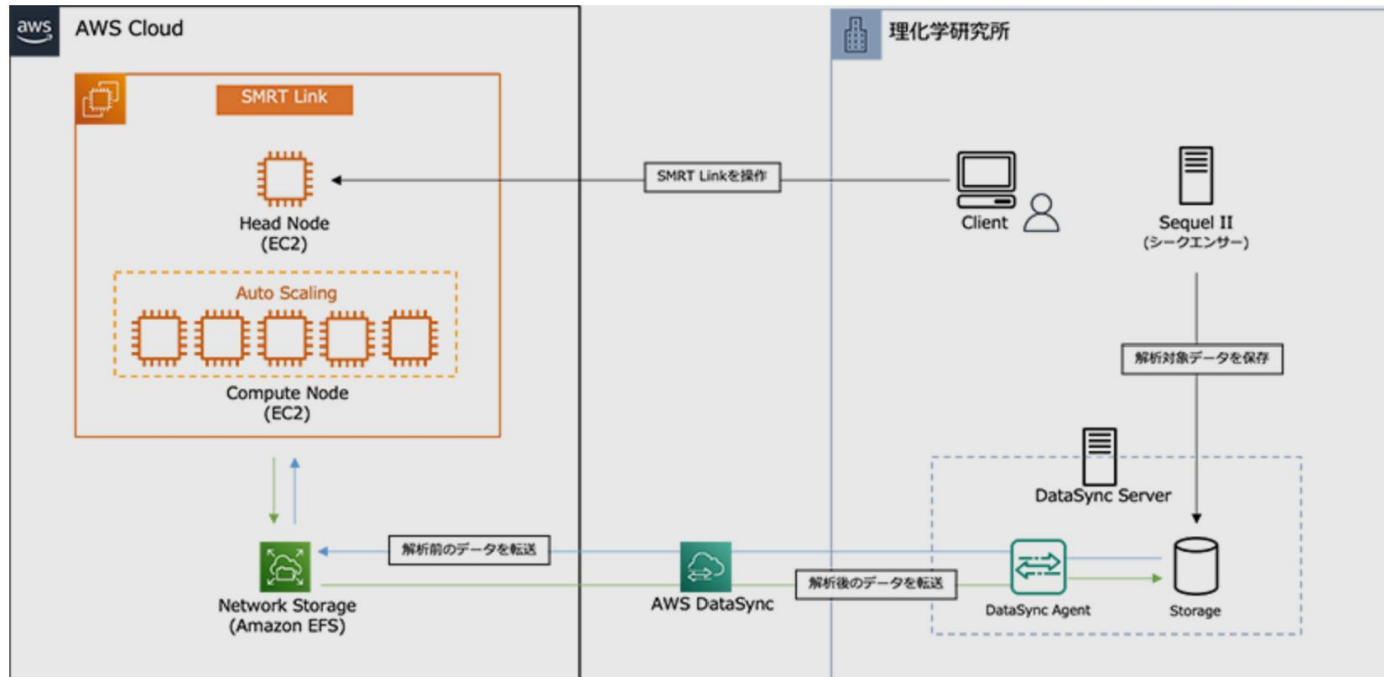 aws
AWS Cloud
理化学研究所
SMRT Link
SMRT Linkを操作
Head Node
(EC2)
Client
Sequel II
(シークエンサー)
Auto Scaling
解析対象データを保存
Compute Node
(EC2)
DataSync Server
解析前のデータを転送
解析後のデータを転送
Network Storage
(Amazon EFS)
AWS DataSync
DataSync Agent
Storage